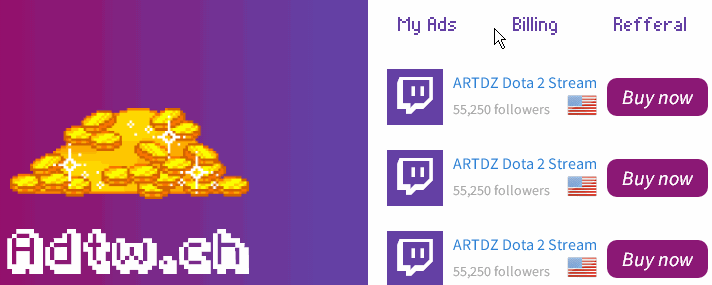 Adtw.ch
My Ads Billing Refferal
ARTDZ Dota 2 Stream
55,250 followers
Buy now
ARTDZ Dota 2 Stream
55,250 followers
Buy now
ARTDZ Dota 2 Stream
55,250 followers
Buy now